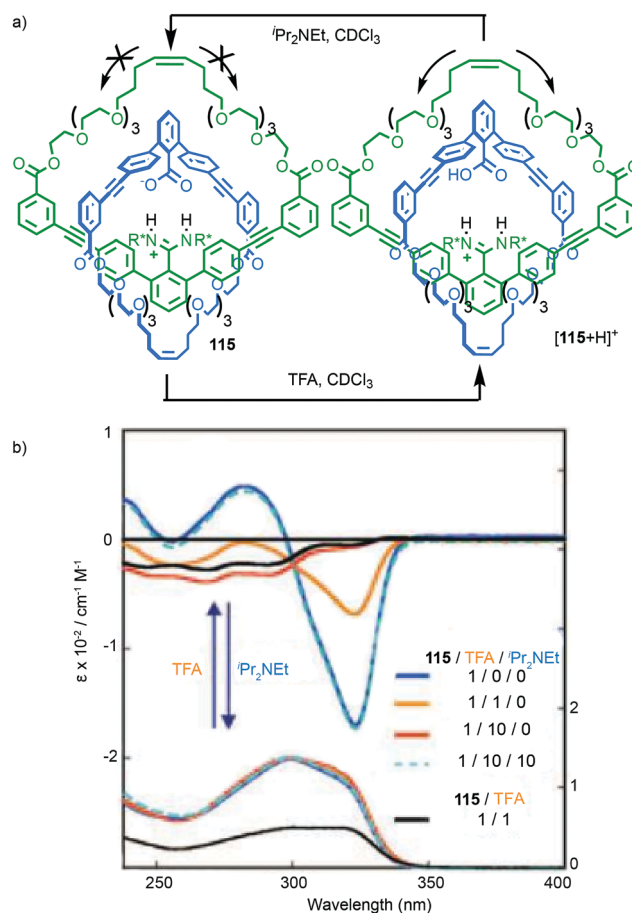 a)
iPr2NEt, CDCl3
O O 3 O O 3
O O
O O
-O O
H H
R*N NR*
+
O O O O
O O 3 O O 3
115
O O 3 O O 3
O O
O O
HO O
H H
R*N NR*
+
O O O O
O O 3 O O 3
[115+H]+
TFA, CDCl3
b)
1
0
-1
-2
ε x 10-2 / cm-1 M-1
TFA iPr2NEt
115 / TFA / iPr2NEt
1 / 0 / 0
1 / 1 / 0
1 / 10 / 0
1 / 10 / 10
115 / TFA
1 / 1
2
1
0
250 300 350 400
Wavelength (nm)